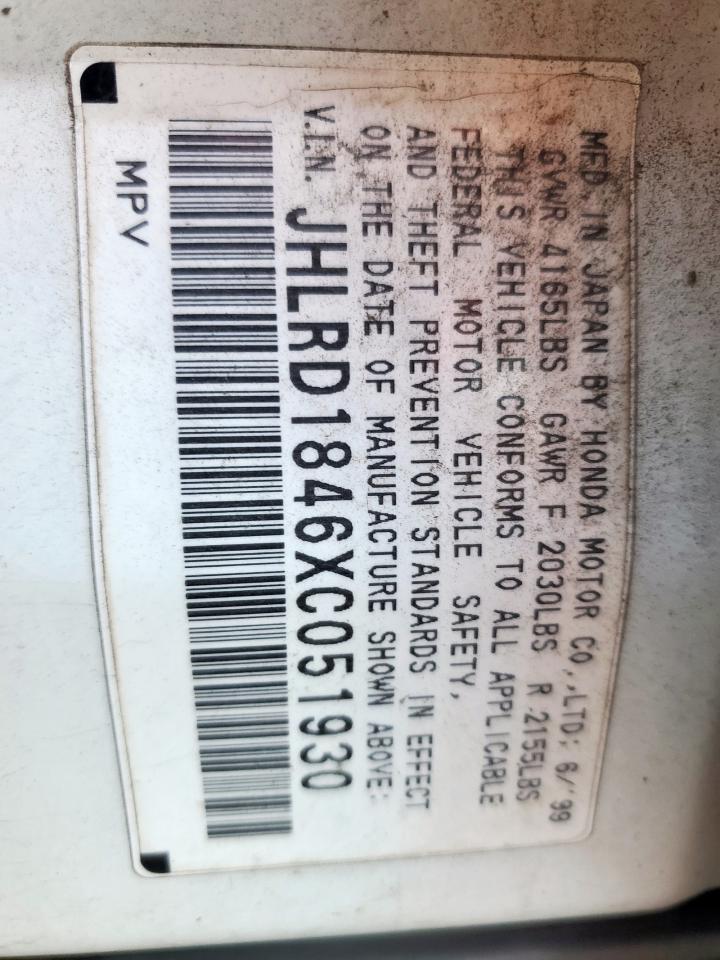 MFD. IN JAPAN BY HONDA MOTOR CO.,LTD: 6/'99
GVWR 4165LBS GAWR F 2030LBS R 2155LBS
THIS VEHICLE CONFORMS TO ALL APPLICABLE
FEDERAL MOTOR VEHICLE SAFETY,
AND THEFT PREVENTION STANDARDS IN EFFECT
ON THE DATE OF MANUFACTURE SHOWN ABOVE:
V.I.N. JHLRD1846XC051930
MPV